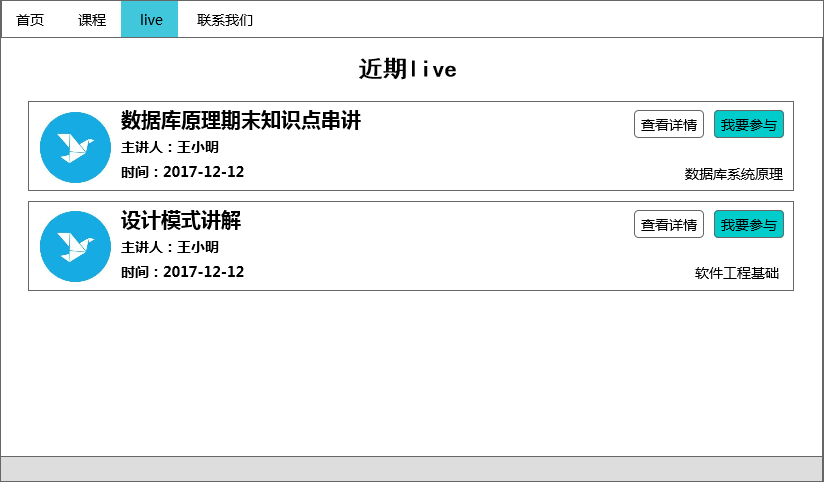 首页 课程 live 联系我们
近期live
数据库原理期末知识点串讲
查看详情 我要参与
主讲人：王小明
时间：2017-12-12
数据库系统原理
设计模式讲解
查看详情 我要参与
主讲人：王小明
时间：2017-12-12
软件工程基础